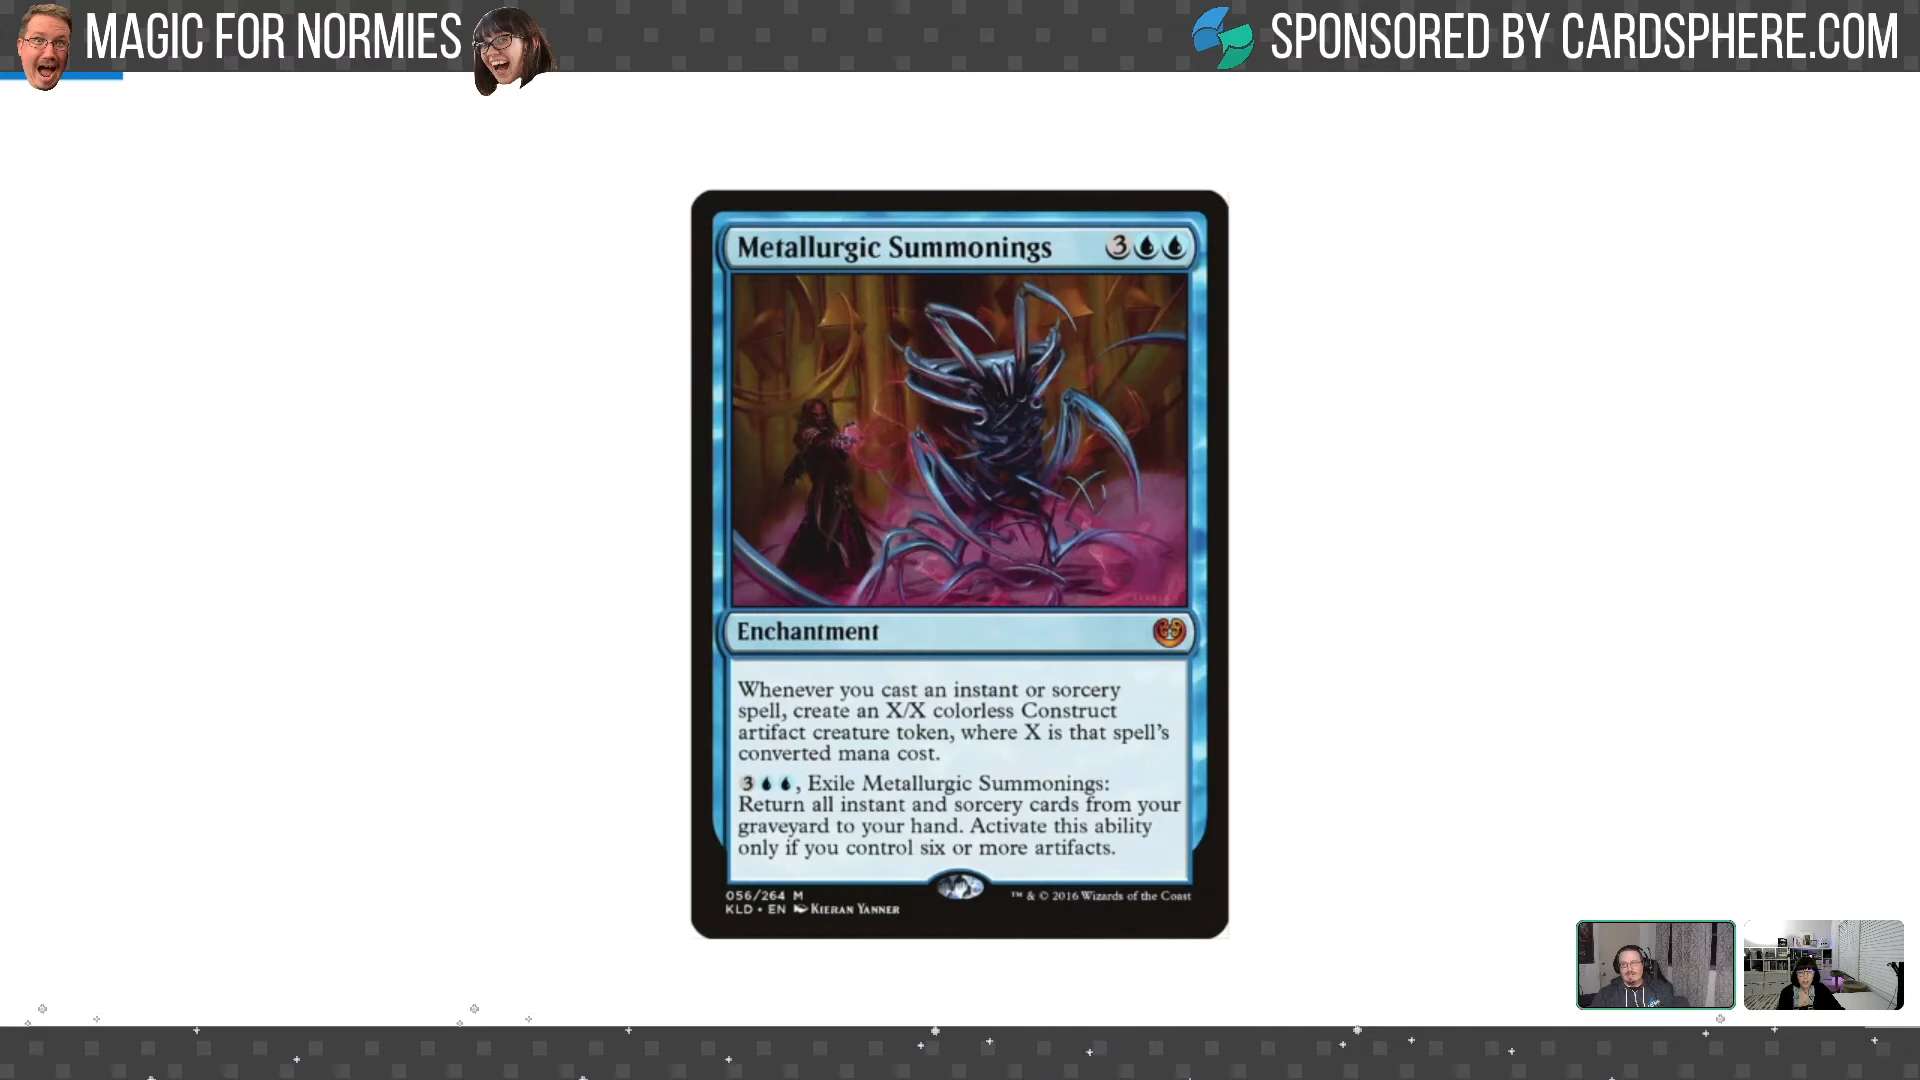 MAGIC FOR NORMIES
SPONSORED BY CARDSPHERE.COM
Metallurgic Summonings 3
Enchantment
Whenever you cast an instant or sorcery
spell, create an X/X colorless Construct
artifact creature token, where X is that spell's
converted mana cost.
3, Exile Metallurgic Summonings:
Return all instant and sorcery cards from your
graveyard to your hand. Activate this ability
only if you control six or more artifacts.
056/264 M
KLD • EN KIERAN YANNER
™ & © 2016 Wizards of the Coast